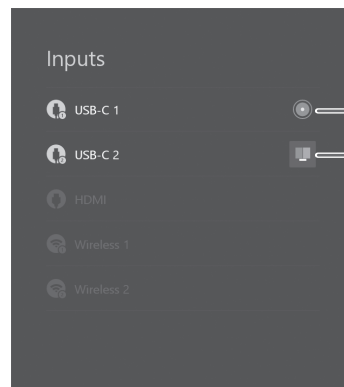 Inputs
USB-C 1
USB-C 2
HDMI
Wireless 1
Wireless 2